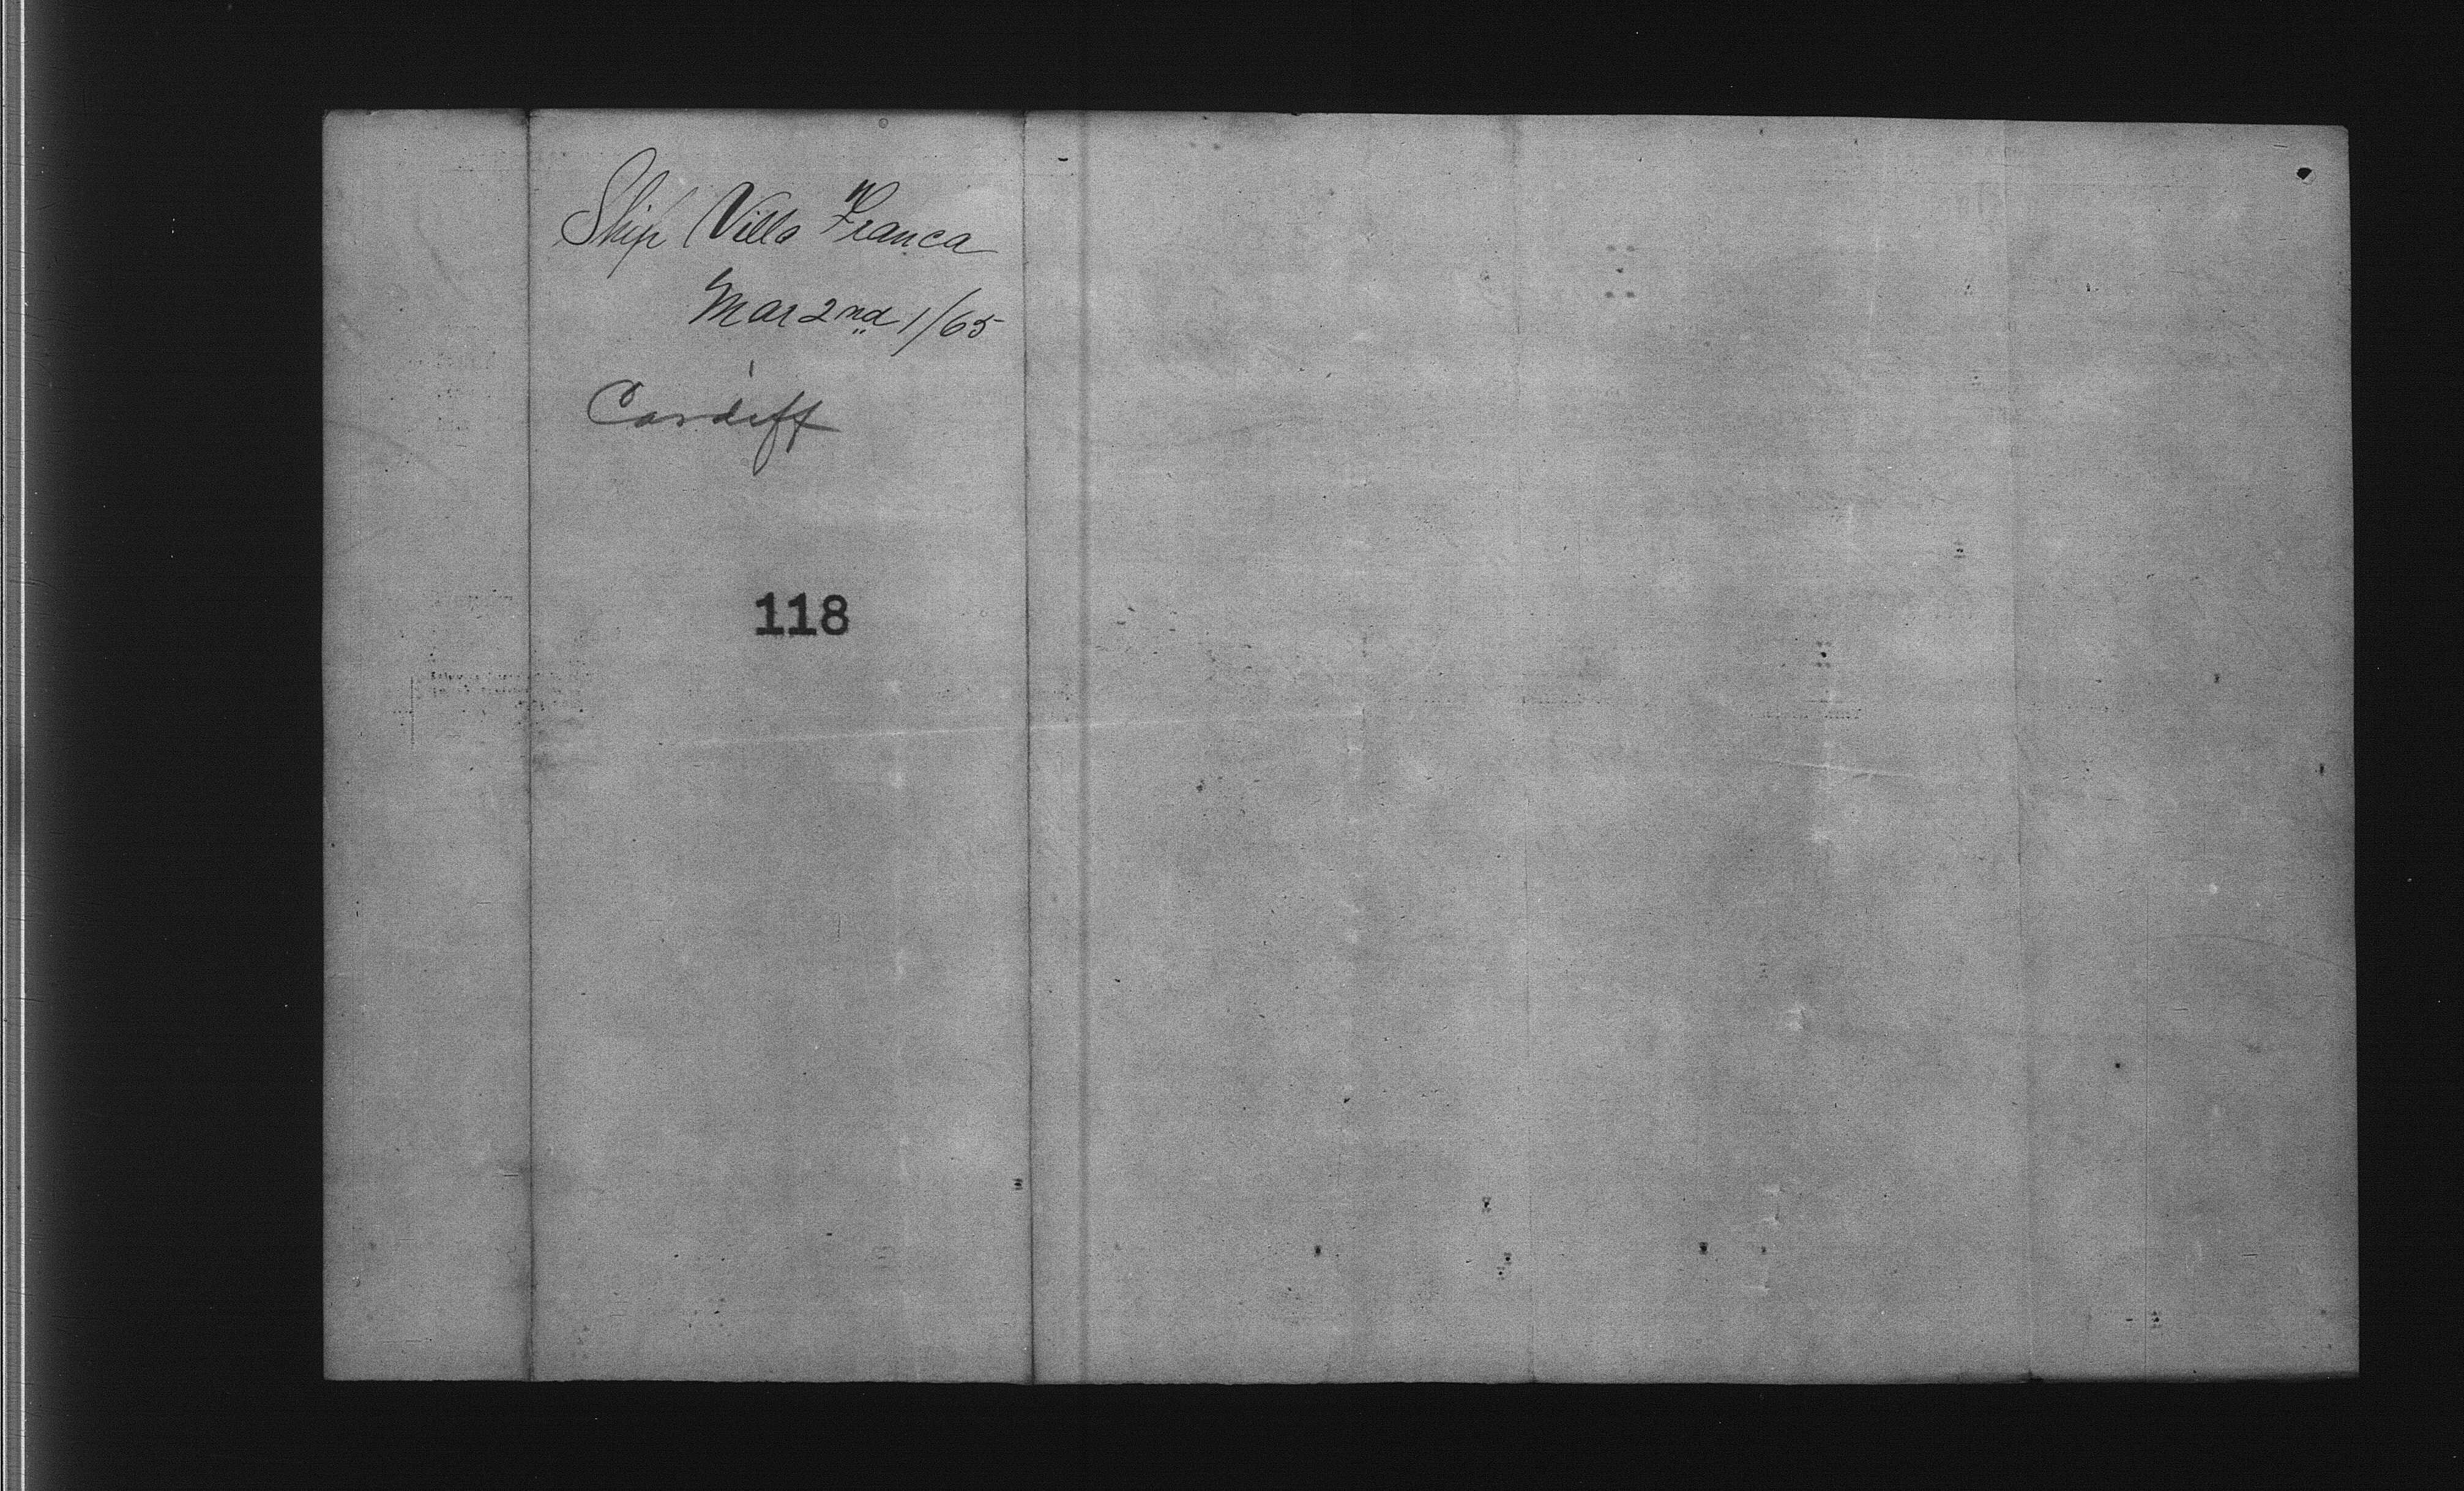 Ship Villa Franca
Mar 2nd 1/65
Cardiff
118